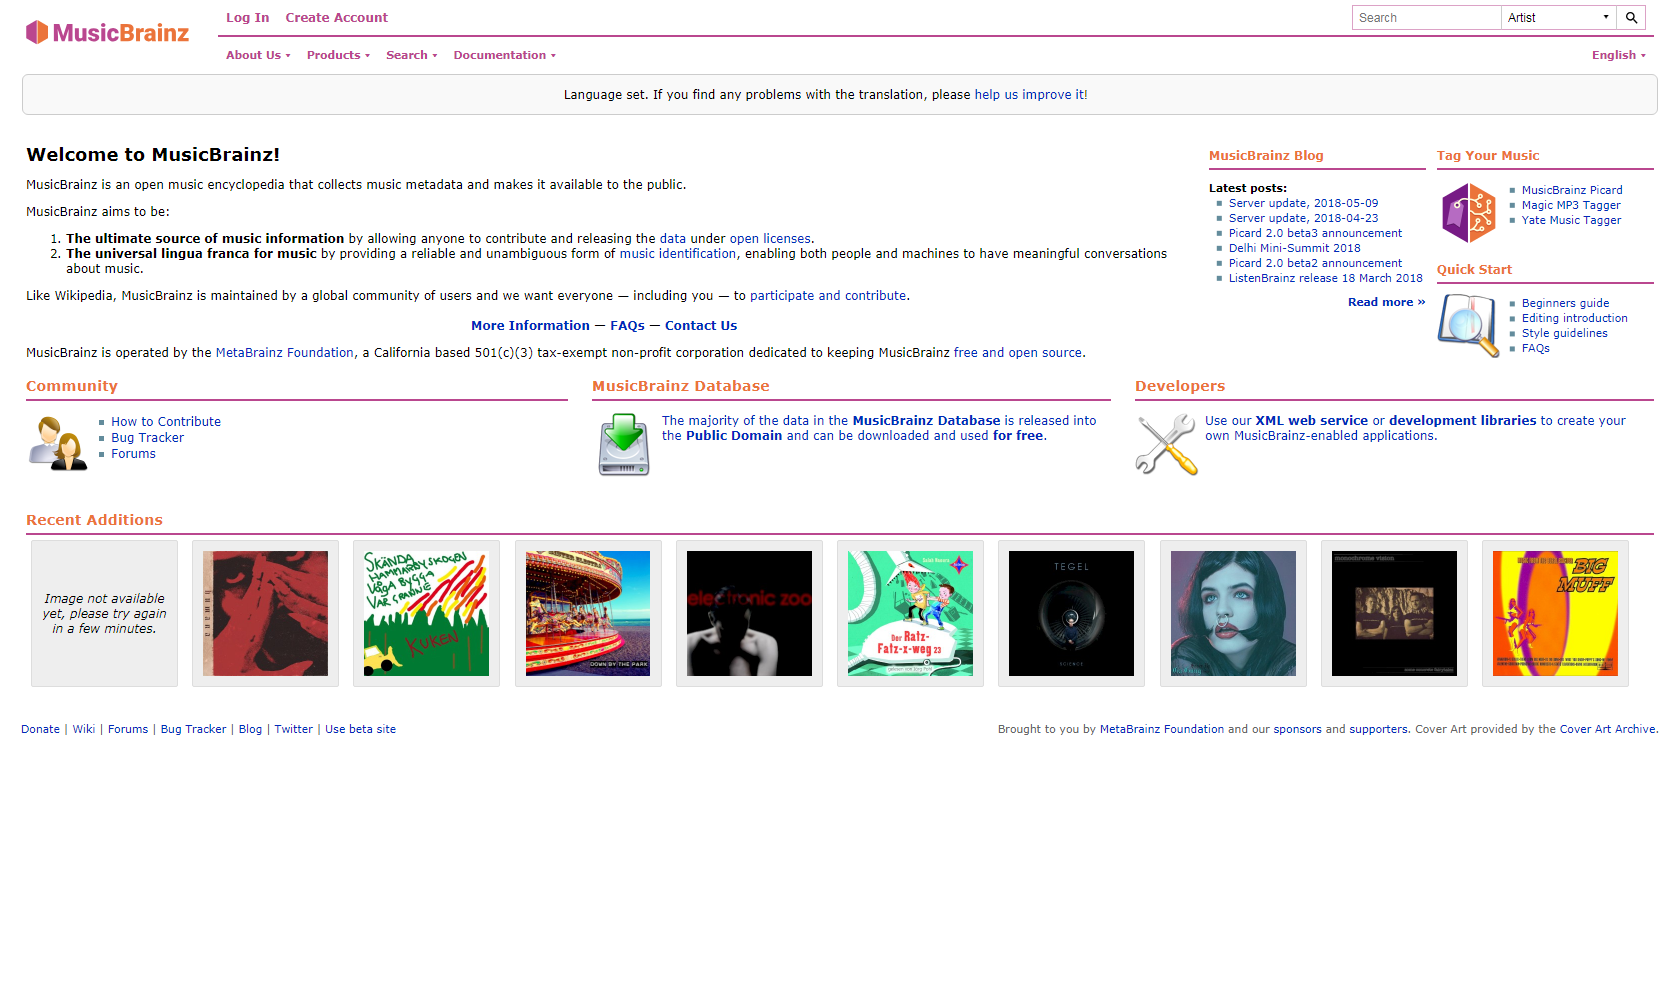 MusicBrainz
Log In Create Account
Search Artist
About Us Products Search Documentation
English
Language set. If you find any problems with the translation, please help us improve it!
Welcome to MusicBrainz!
MusicBrainz is an open music encyclopedia that collects music metadata and makes it available to the public.
MusicBrainz aims to be:
1. The ultimate source of music information by allowing anyone to contribute and releasing the data under open licenses.
2. The universal lingua franca for music by providing a reliable and unambiguous form of music identification, enabling both people and machines to have meaningful conversations
about music.
Like Wikipedia, MusicBrainz is maintained by a global community of users and we want everyone — including you — to participate and contribute.
More Information — FAQs — Contact Us
MusicBrainz is operated by the MetaBrainz Foundation, a California based 501(c)(3) tax-exempt non-profit corporation dedicated to keeping MusicBrainz free and open source.
MusicBrainz Blog
Latest posts:
Server update, 2018-05-09
Server update, 2018-04-23
Picard 2.0 beta3 announcement
Delhi Mini-Summit 2018
Picard 2.0 beta2 announcement
ListenBrainz release 18 March 2018
Read more »
Tag Your Music
MusicBrainz Picard
Magic MP3 Tagger
Yate Music Tagger
Quick Start
Beginners guide
Editing introduction
Style guidelines
FAQs
Community
How to Contribute
Bug Tracker
Forums
MusicBrainz Database
The majority of the data in the MusicBrainz Database is released into
the Public Domain and can be downloaded and used for free.
Developers
Use our XML web service or development libraries to create your
own MusicBrainz-enabled applications.
Recent Additions
Image not available
yet, please try again
in a few minutes.
enemy
SKÄNDA
HAMMARBYSKOGEN
VÅGA BYGGA
VAR GRANNE
KUKEN
DOWN BY THE PARK
electronic zoo
Der Ratz-
Fatz-x-weg 23
TEGEL
SCIENCE
monochrome vision
BIG
MUFF
Donate | Wiki | Forums | Bug Tracker | Blog | Twitter | Use beta site
Brought to you by MetaBrainz Foundation and our sponsors and supporters. Cover Art provided by the Cover Art Archive.